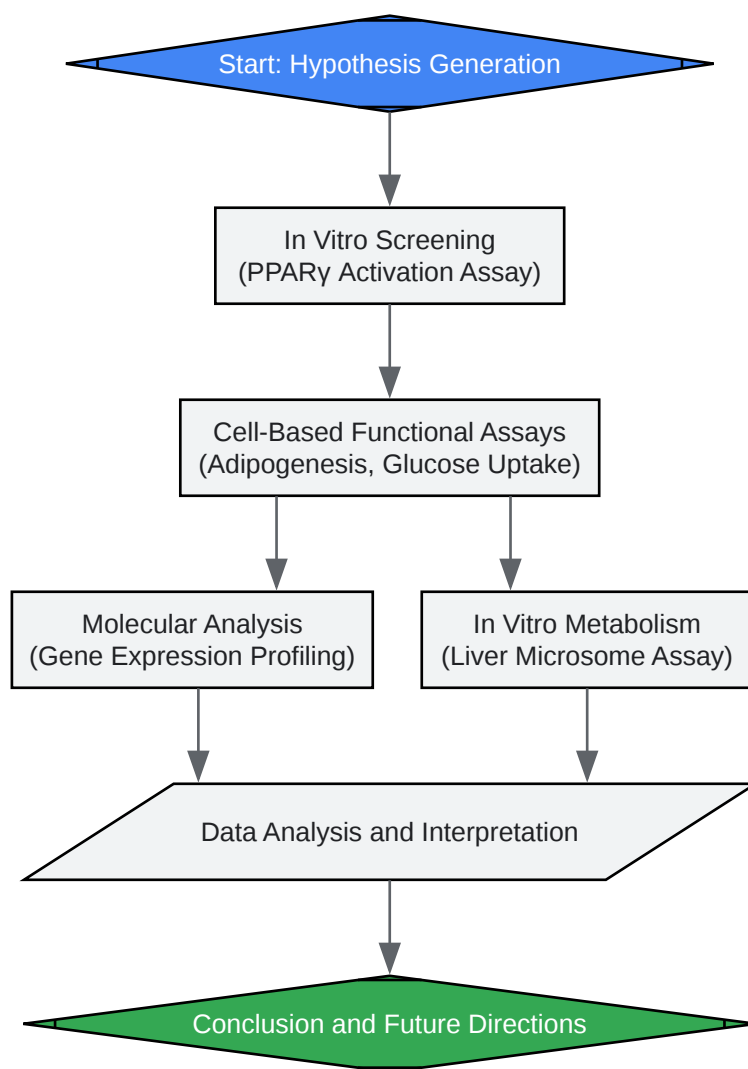 Start: Hypothesis Generation
In Vitro Screening
(PPARγ Activation Assay)
Cell-Based Functional Assays
(Adipogenesis, Glucose Uptake)
Molecular Analysis
(Gene Expression Profiling)
In Vitro Metabolism
(Liver Microsome Assay)
Data Analysis and Interpretation
Conclusion and Future Directions